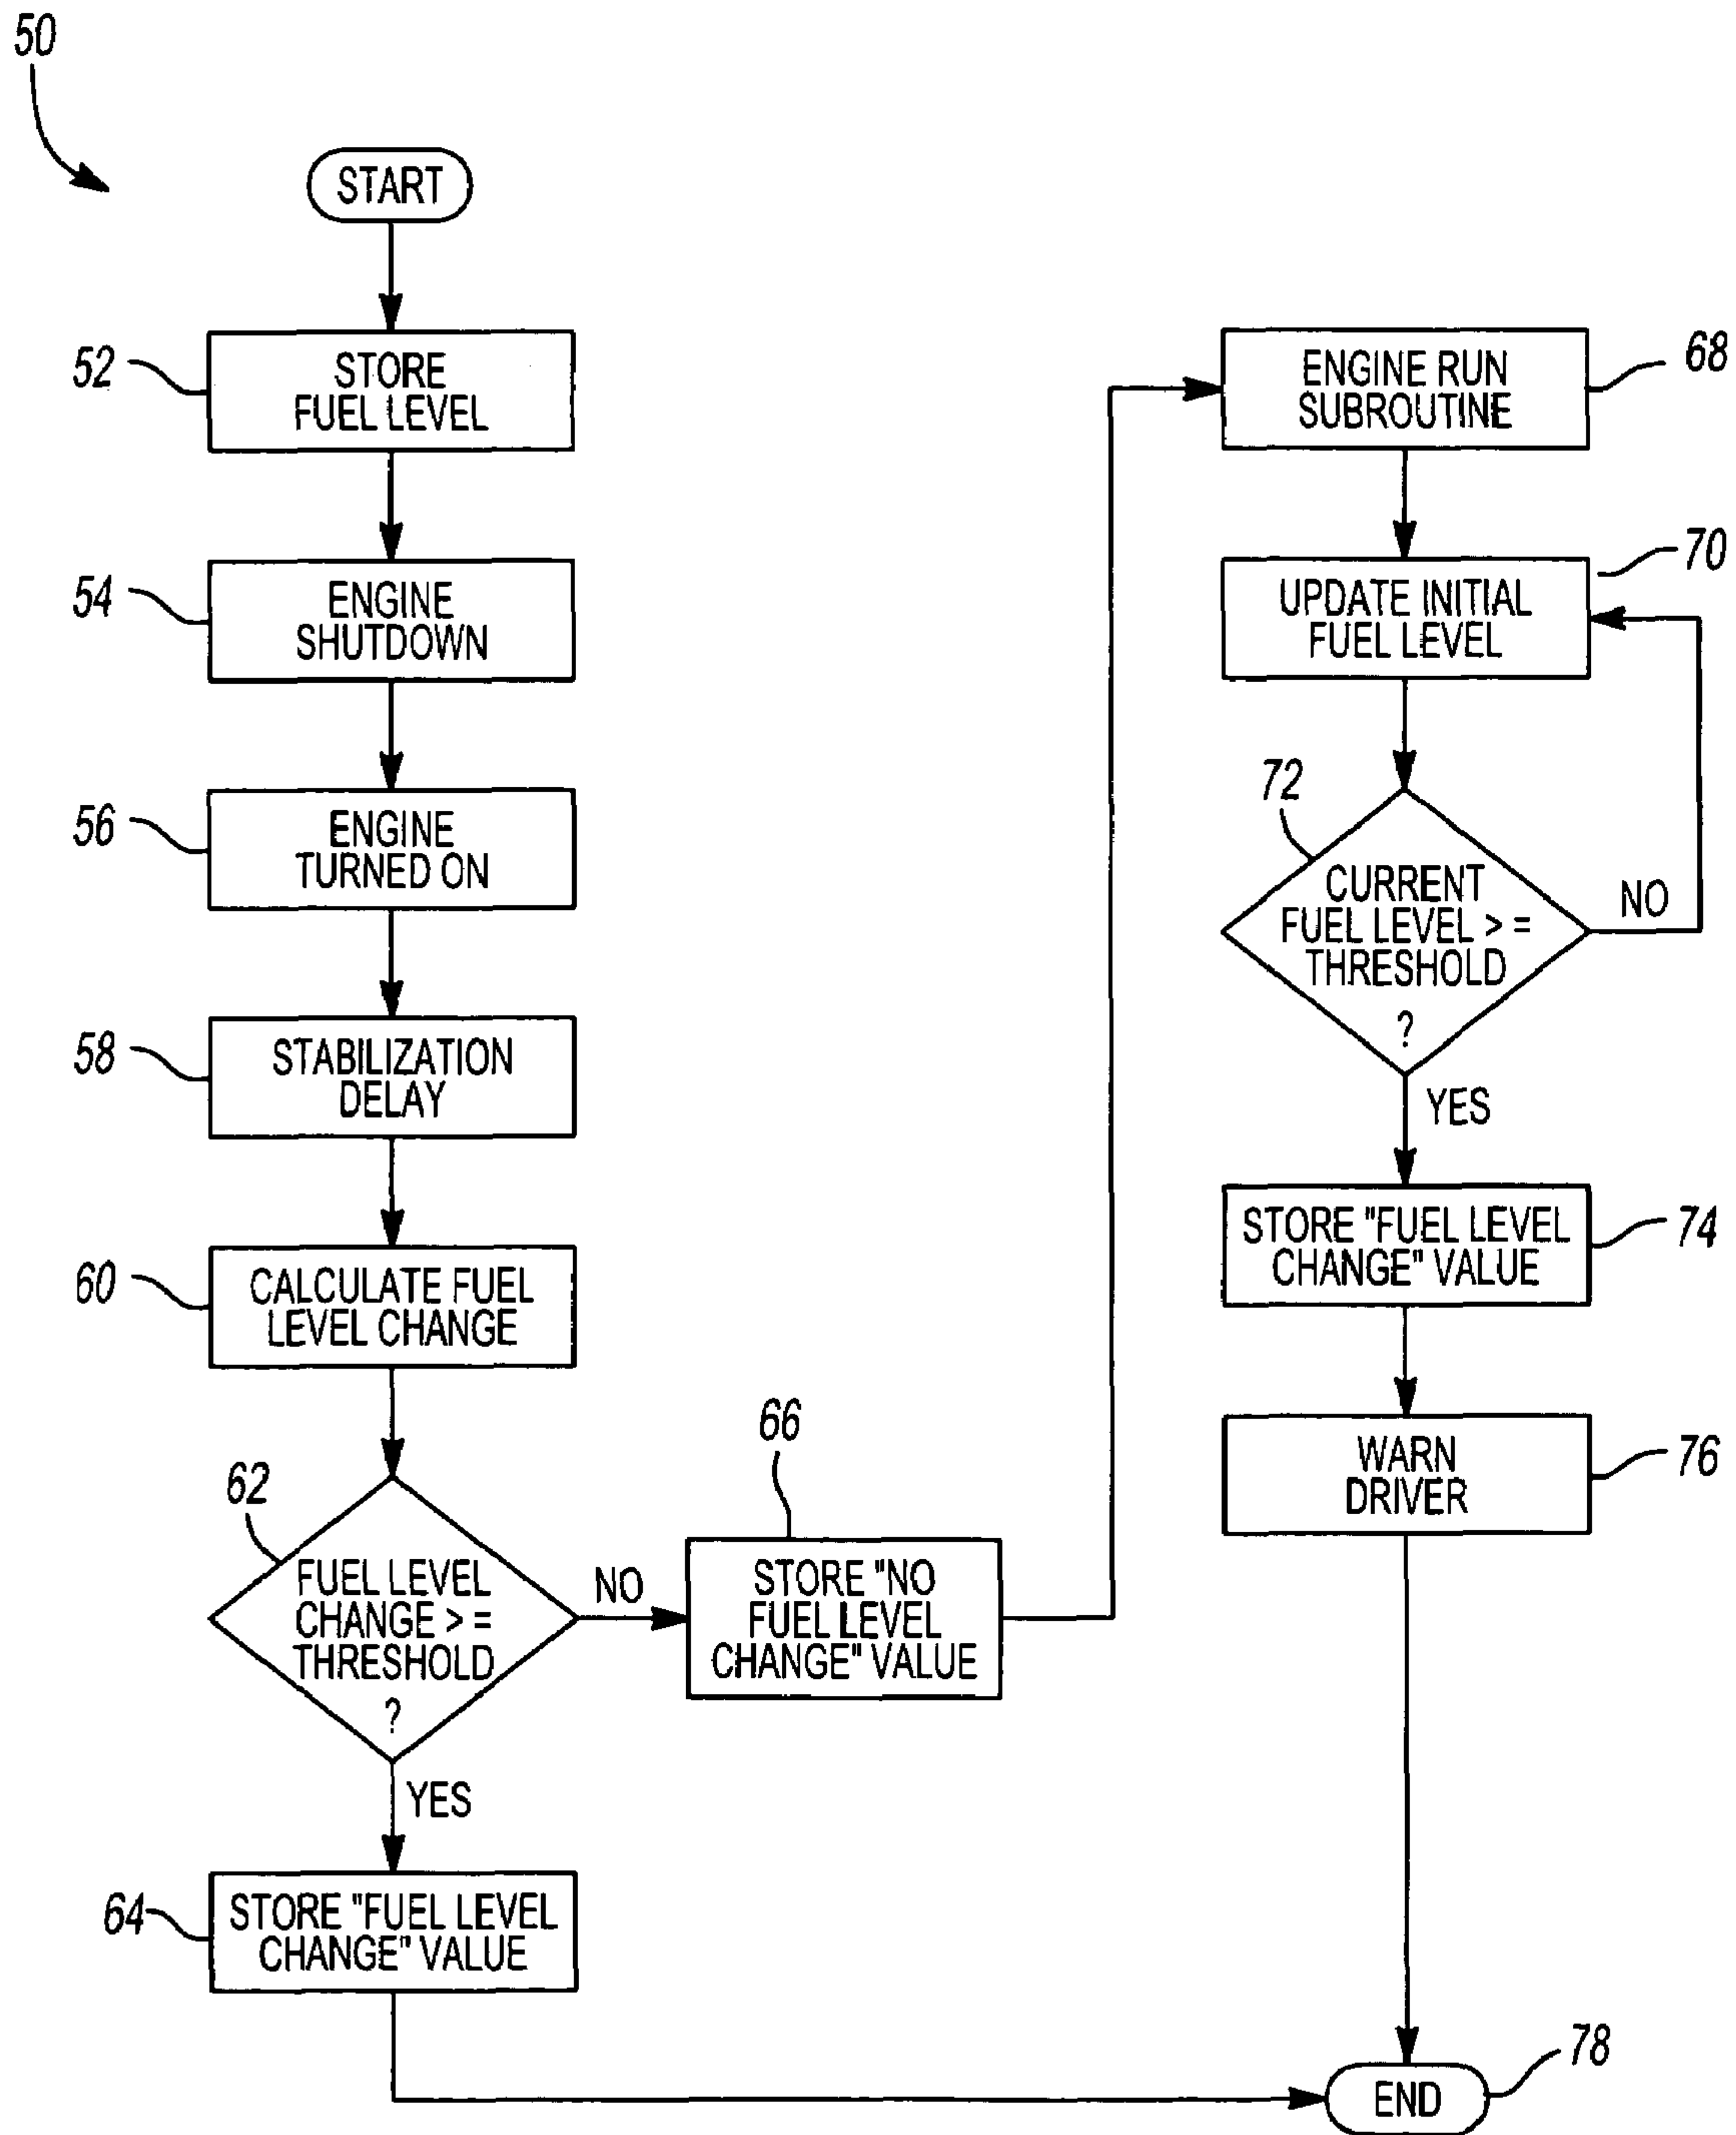 50
START
52
STORE
FUEL LEVEL
54
ENGINE
SHUTDOWN
56
ENGINE
TURNED ON
58
STABILIZATION
DELAY
60
CALCULATE FUEL
LEVEL CHANGE
62
FUEL LEVEL
CHANGE > =
THRESHOLD
?
NO
YES
64
STORE "FUEL LEVEL
CHANGE" VALUE
66
STORE "NO
FUEL LEVEL
CHANGE" VALUE
68
ENGINE RUN
SUBROUTINE
70
UPDATE INITIAL
FUEL LEVEL
72
CURRENT
FUEL LEVEL > =
THRESHOLD
?
NO
YES
74
STORE "FUEL LEVEL
CHANGE" VALUE
76
WARN
DRIVER
78
END